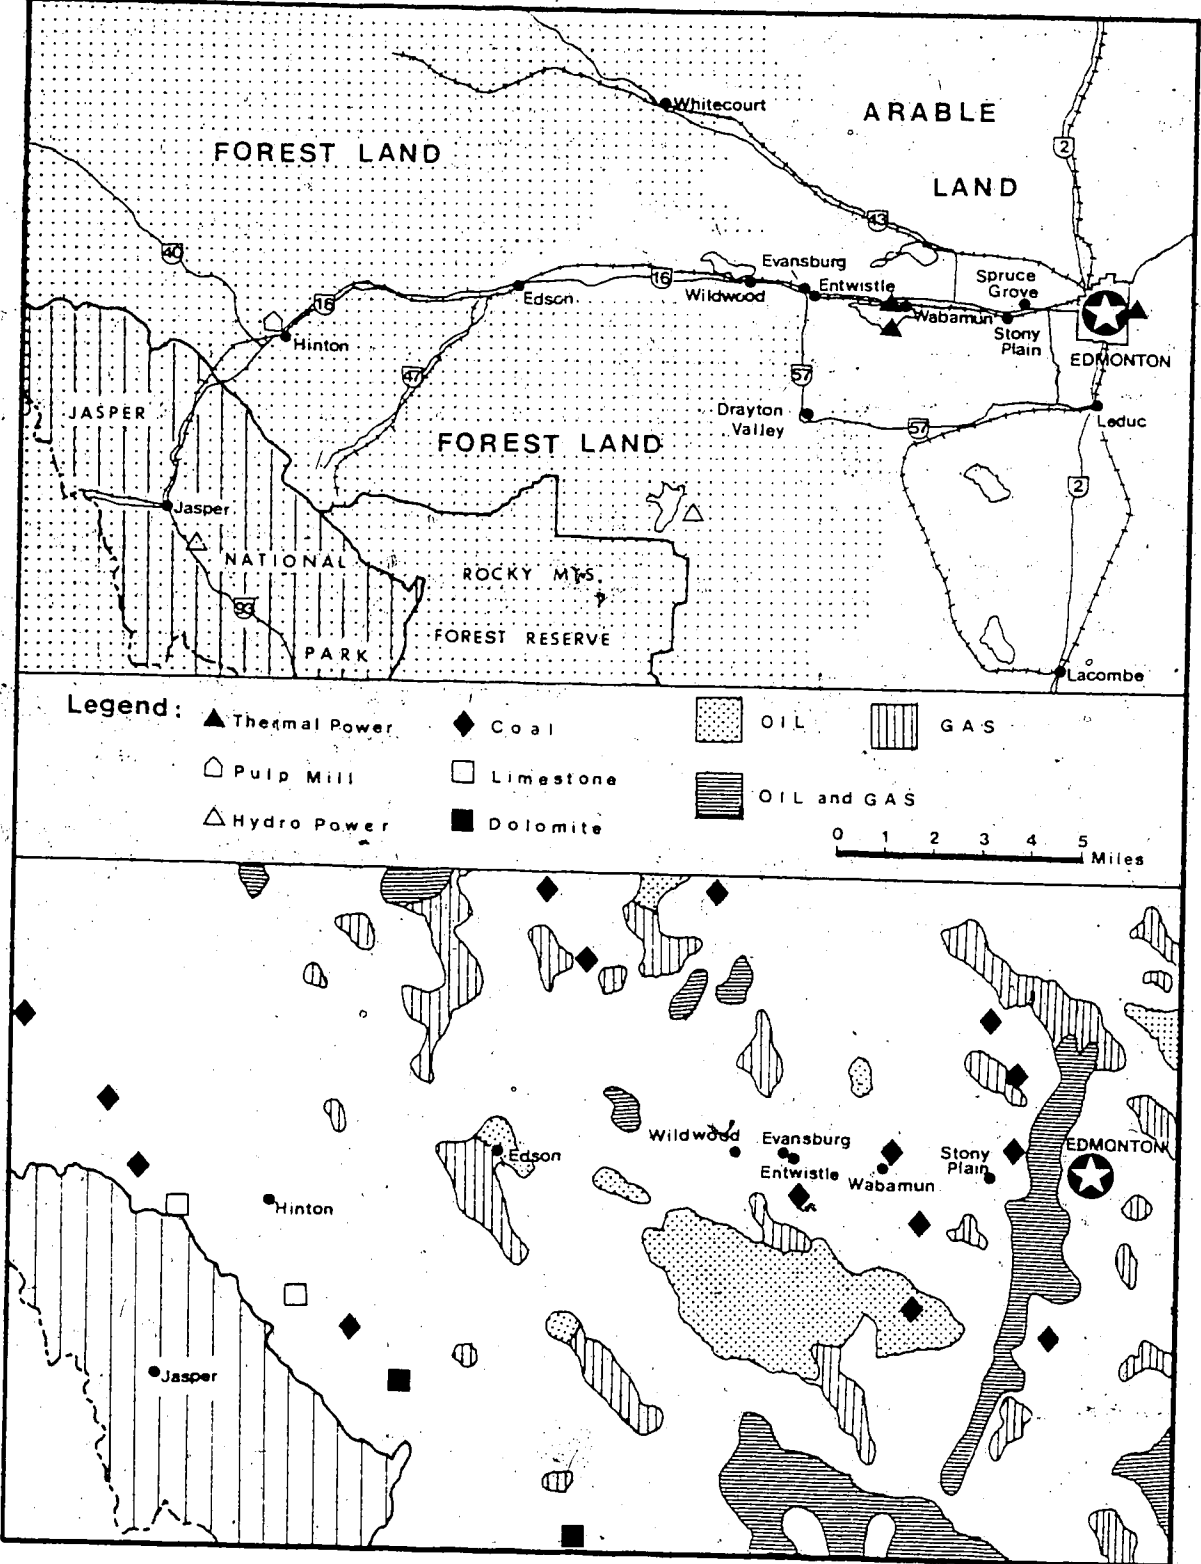 Whitecourt
ARABLE
LAND
FOREST LAND
2
43
40
16
16
Evansburg
Wildwood
Entwistle
Spruce
Grove
Edson
Wabamun
Stony
Plain
EDMONTON
Hinton
47
57
JASPER
Drayton
Valley
57
Leduc
FOREST LAND
2
Jasper
NATIONAL
ROCKY MTS.
93
FOREST RESERVE
PARK
Lacombe
Legend:
Thermal Power
Coal
OIL
GAS
Pulp Mill
Limestone
OIL and GAS
Hydro Power
Dolomite
0 1 2 3 4 5
Miles
Wildwood
Evansburg
EDMONTON
Edson
Entwistle
Stony
Plain
Wabamun
Hinton
Jasper